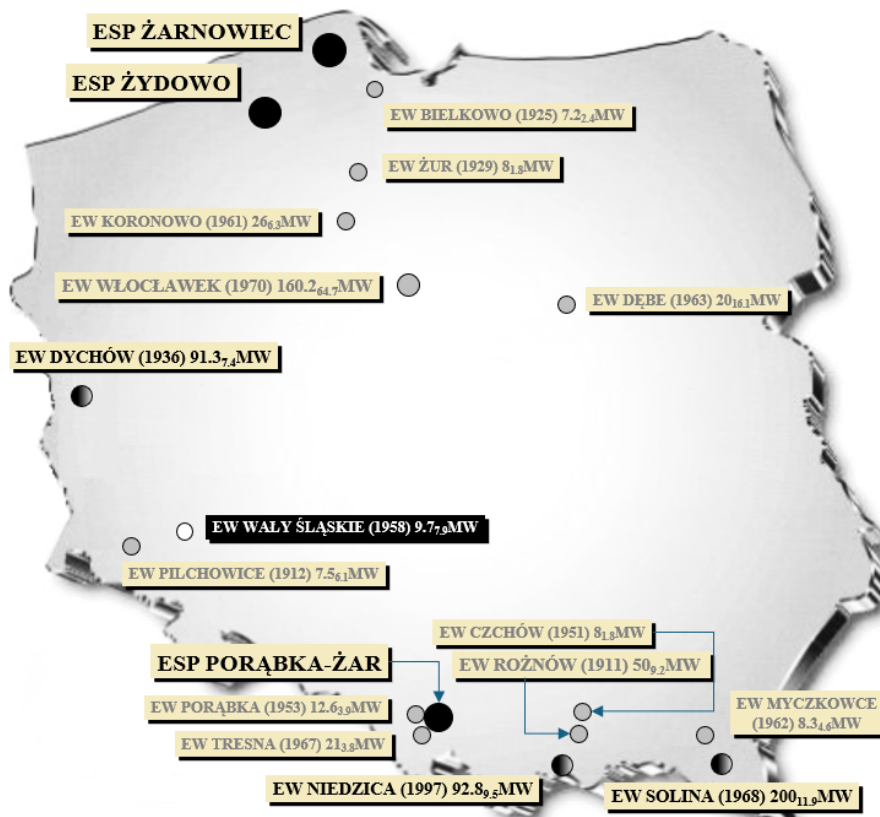 ESP ŻARNOWIEC
ESP ŻYDOWO
EW BIELKOWO (1925) 7.2₂.₄MW
EW ŻUR (1929) 8₁.₈MW
EW KORONOWO (1961) 26₆.₃MW
EW WŁOCŁAWEK (1970) 160.2₆₄.₇MW
EW DĘBE (1963) 20₁₆.₁MW
EW DYCHÓW (1936) 91.3₇.₄MW
EW WAŁY ŚLĄSKIE (1958) 9.7₇.₉MW
EW PILCHOWICE (1912) 7.5₆.₁MW
EW CZCHÓW (1951) 8₁.₈MW
ESP PORĄBKA-ŻAR
EW ROŻNÓW (1911) 50₉.₂MW
EW PORĄBKA (1953) 12.6₃.₉MW
EW MYCZKOWCE
(1962) 8.3₄.₆MW
EW TRESNA (1967) 21₃.₈MW
EW NIEDZICA (1997) 92.8₉.₅MW
EW SOLINA (1968) 200₁₁.₉MW